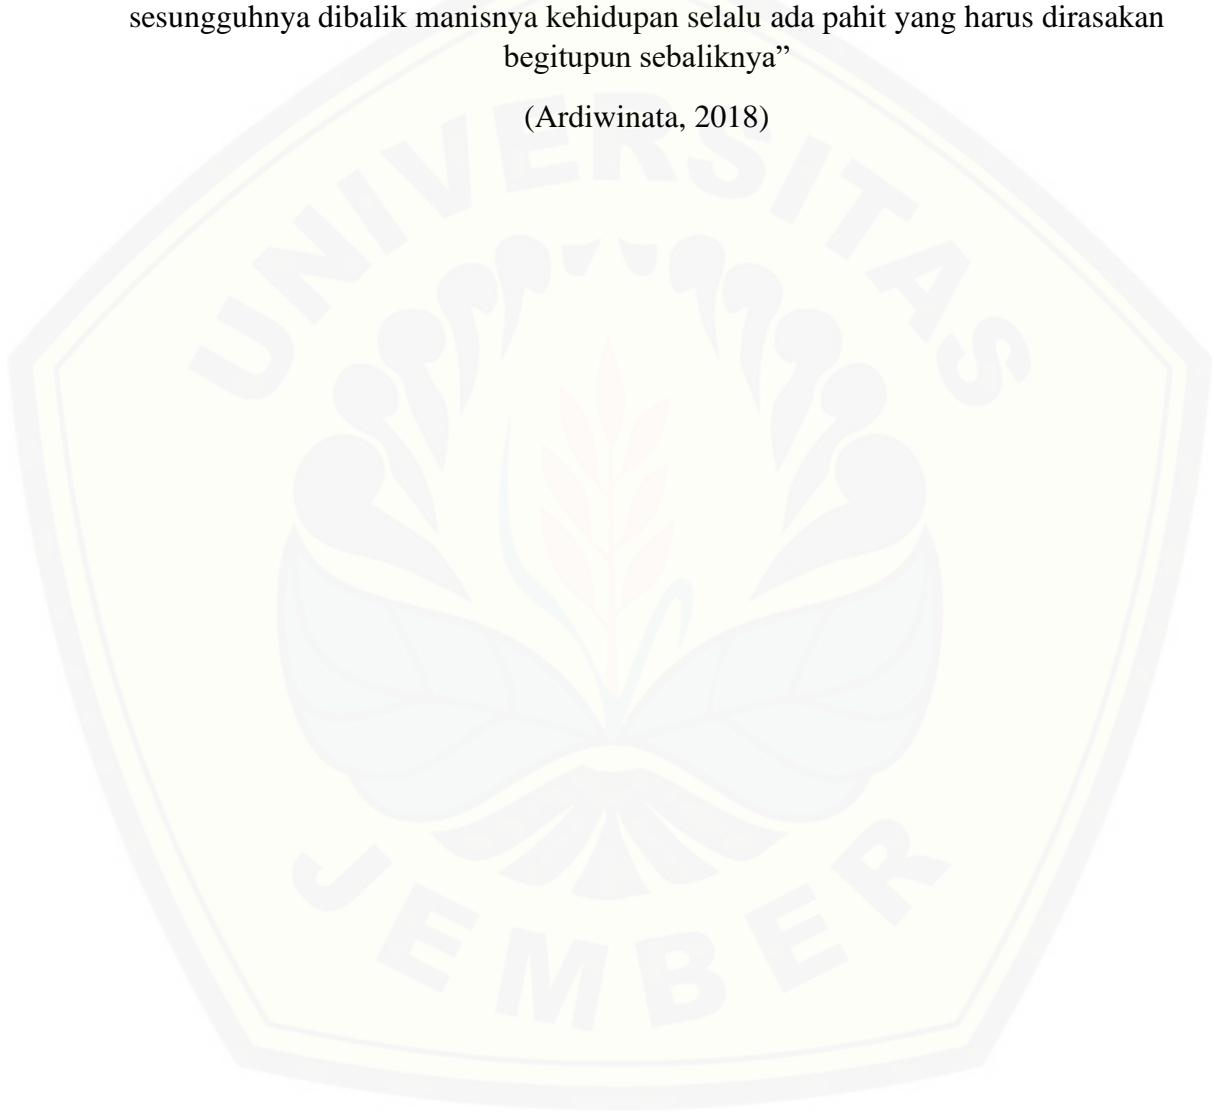 sesungguhnya dibalik manisnya kehidupan selalu ada pahit yang harus dirasakan
begitupun sebaliknya”
(Ardiwinata, 2018)
UNIVERSITAS
JEMBER